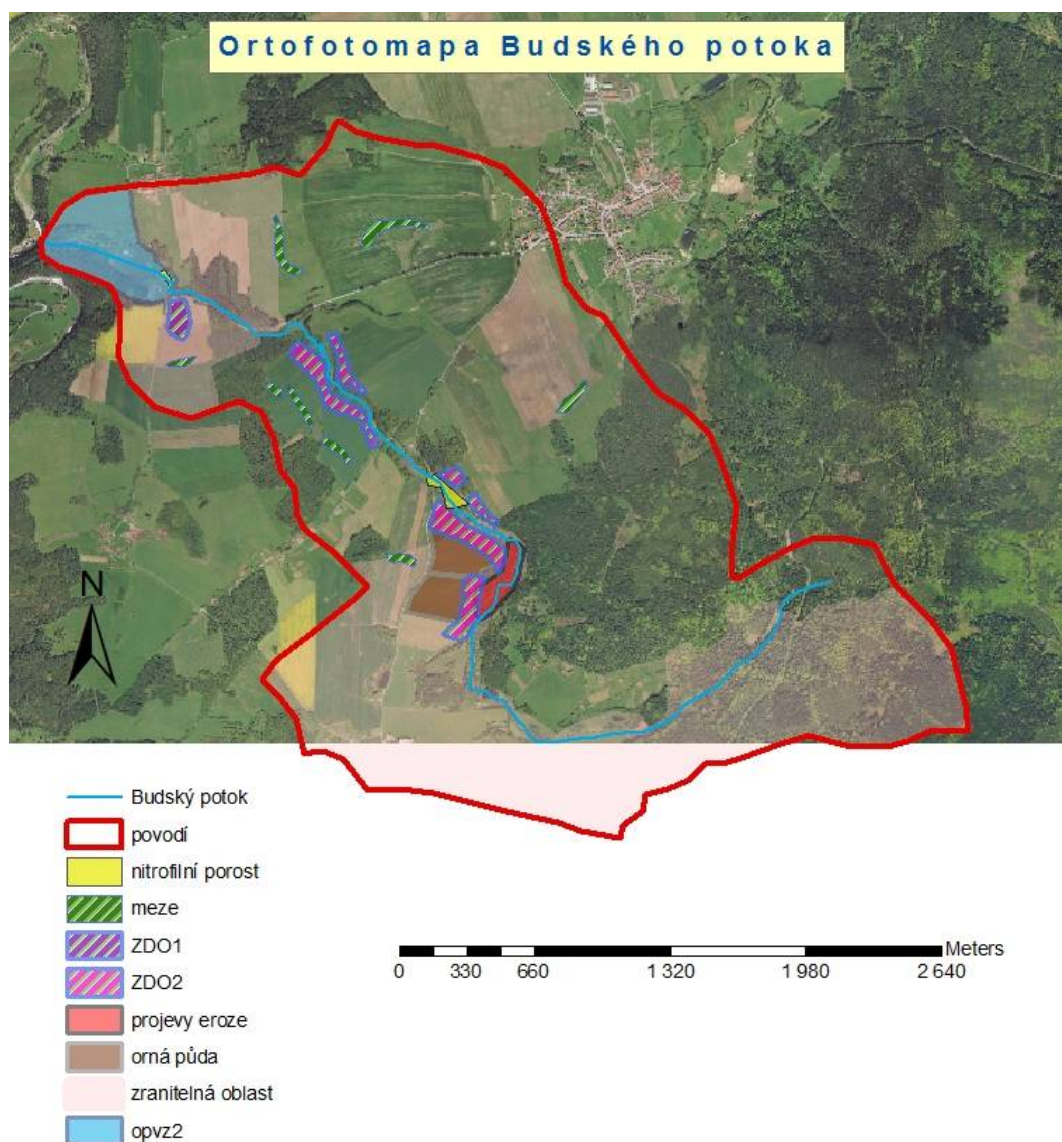 Ortofotomapa Budského potoka
N
Budský potok
povodí
nitrofilní porost
meze
ZDO1
ZDO2
projevy eroze
orná půda
zranitelná oblast
opvz2
Meters
0 330 660 1 320 1 980 2 640